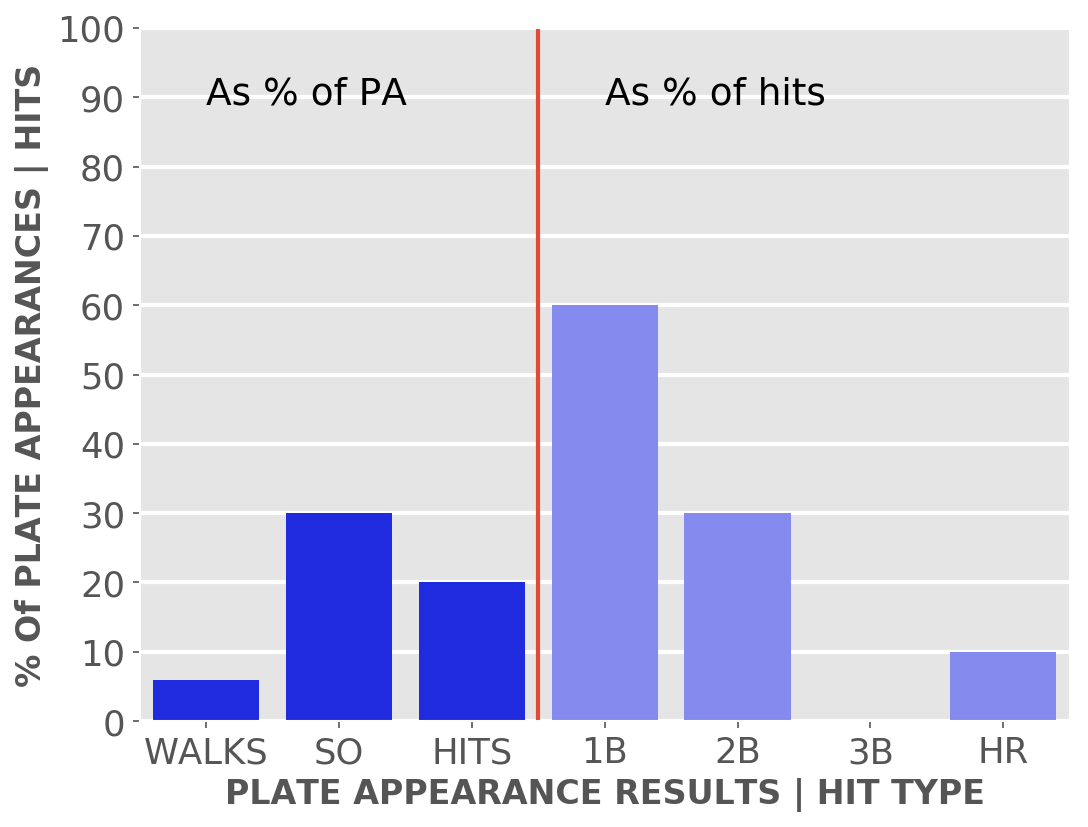 100
90
80
70
60
50
40
30
20
10
0
% Of PLATE APPEARANCES | HITS
As % of PA
As % of hits
WALKS SO HITS 1B 2B 3B HR
PLATE APPEARANCE RESULTS | HIT TYPE